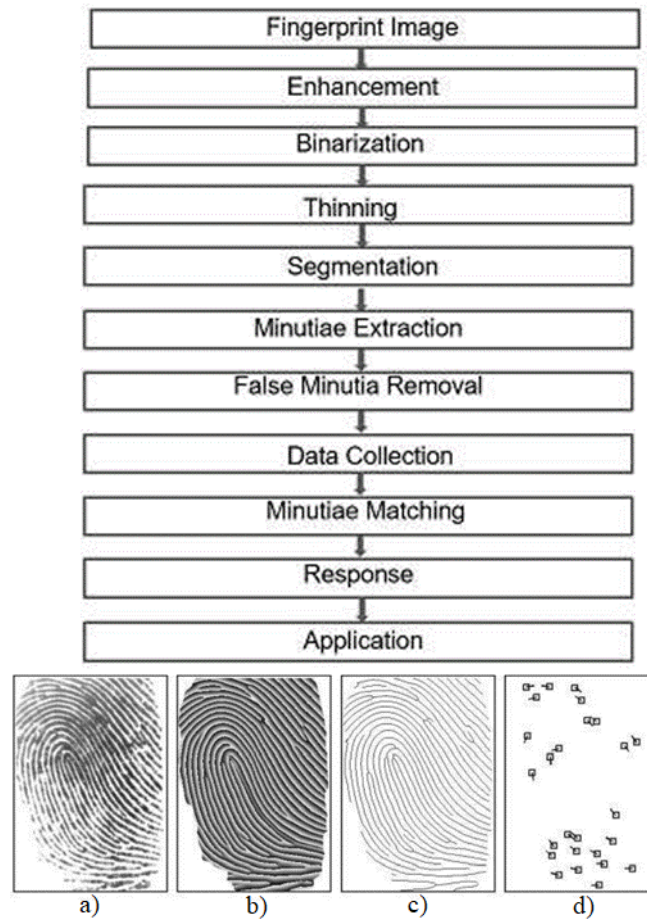 Fingerprint Image
Enhancement
Binarization
Thinning
Segmentation
Minutiae Extraction
False Minutia Removal
Data Collection
Minutiae Matching
Response
Application
a) b) c) d)